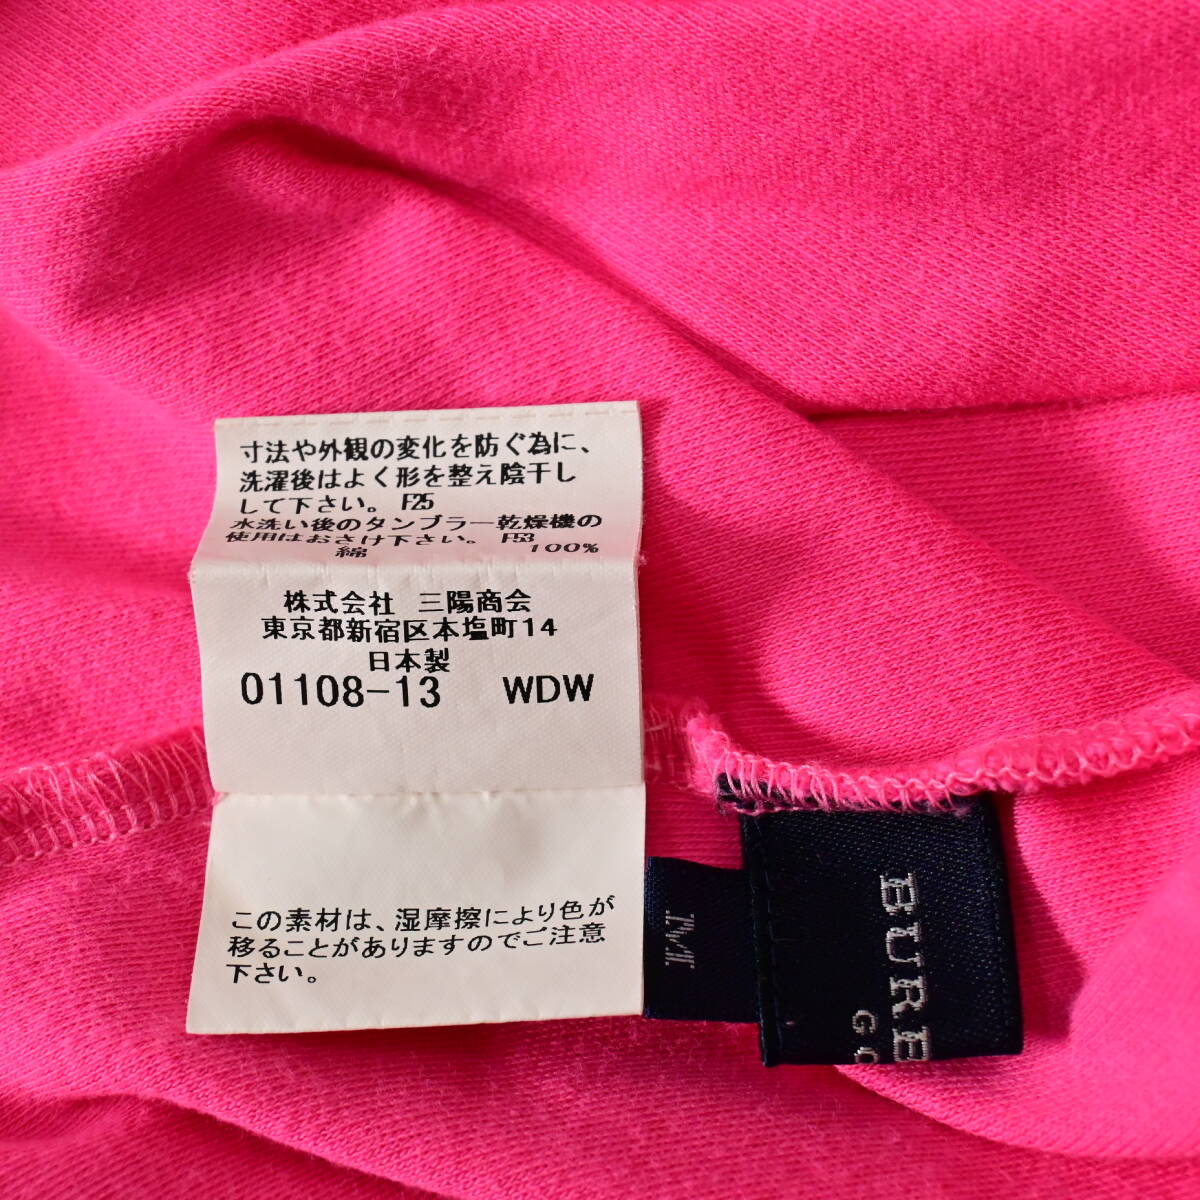 寸法や外観の変化を防ぐ為に、
洗濯後はよく形を整え陰干し
して下さい。 F25
水洗い後のタンブラー乾燥機の
使用はおさけ下さい。 F53
綿 100%
株式会社 三陽商会
東京都新宿区本塩町14
日本製
01108-13 WDW
この素材は、湿摩擦により色が
移ることがありますのでご注意
下さい。
BURB
GO